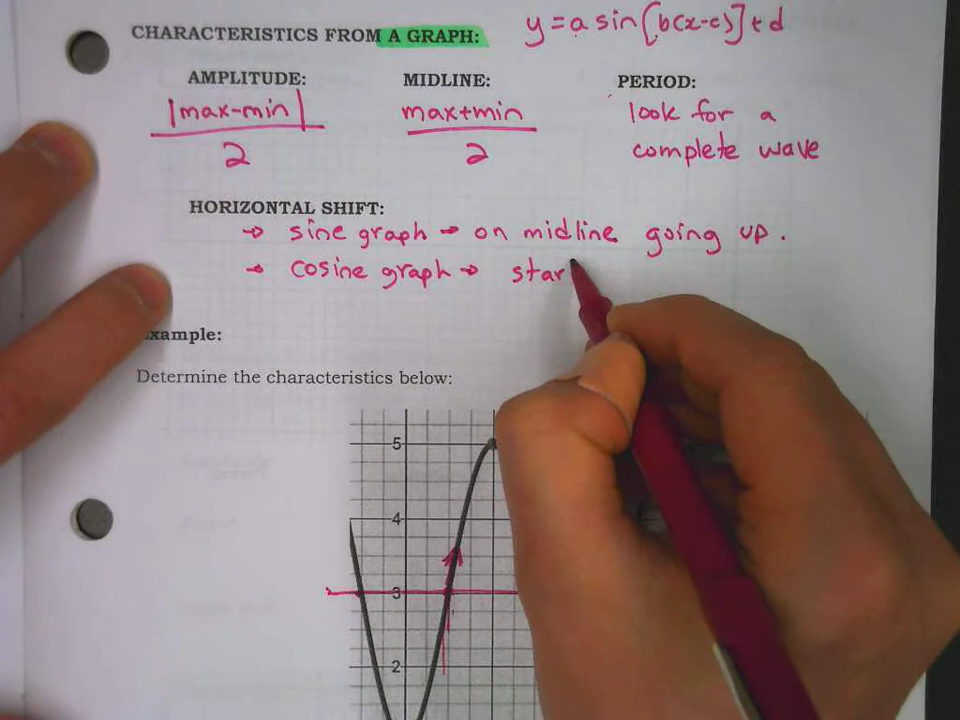 y = a sin [b(x-c)] + d
CHARACTERISTICS FROM A GRAPH:
AMPLITUDE: MIDLINE: PERIOD:
|max-min| max+min look for a
2 2 complete wave
HORIZONTAL SHIFT:
→ sine graph → on midline going up.
→ cosine graph → star
xample:
Determine the characteristics below:
5
4
3
2